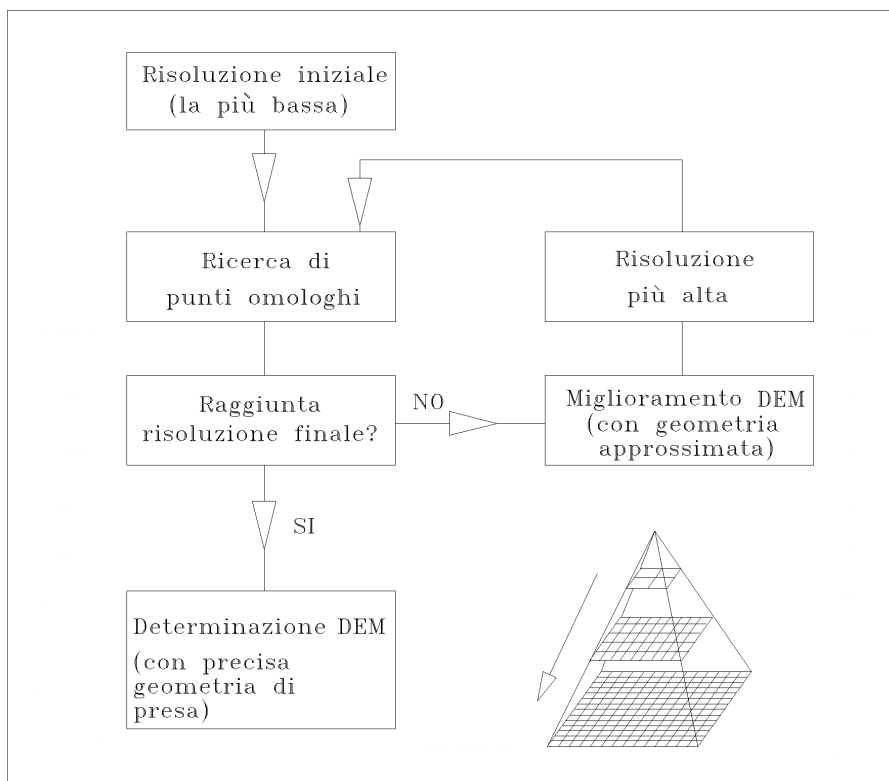 Risoluzione iniziale
(la più bassa)
Ricerca di
punti omologhi
Risoluzione
più alta
Raggiunta
risoluzione finale?
NO
Miglioramento DEM
(con geometria
approssimata)
SI
Determinazione DEM
(con precisa
geometria di
presa)